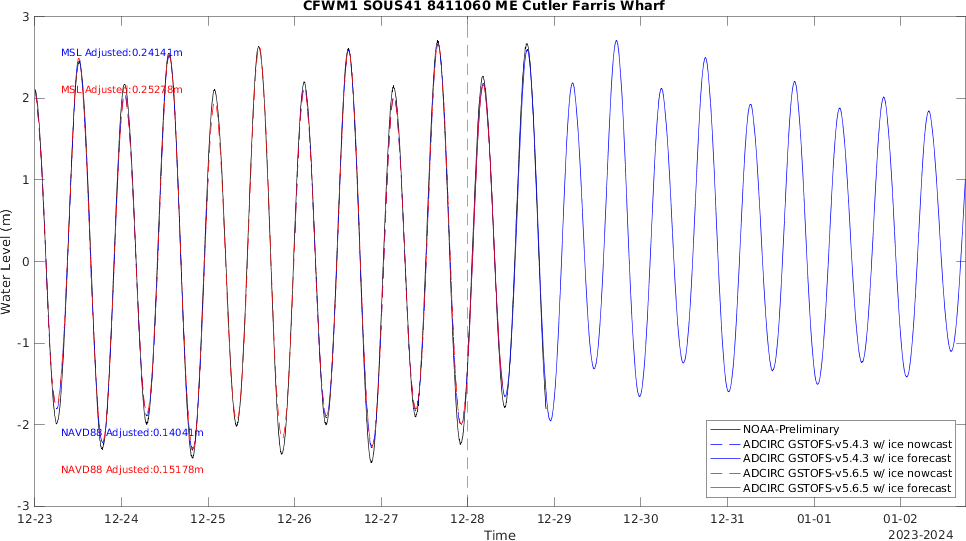 CFWM1 SOUS41 8411060 ME Cutler Farris Wharf
3
2
1
0
-1
-2
-3
Water Level (m)
MSL Adjusted:0.24141m
MSL Adjusted:0.25278m
NAVD88 Adjusted:0.14041m
NAVD88 Adjusted:0.15178m
NOAA-Preliminary
ADCIRC GSTOFS-v5.4.3 w/ ice nowcast
ADCIRC GSTOFS-v5.4.3 w/ ice forecast
ADCIRC GSTOFS-v5.6.5 w/ ice nowcast
ADCIRC GSTOFS-v5.6.5 w/ ice forecast
12-23 12-24 12-25 12-26 12-27 12-28 12-29 12-30 12-31 01-01 01-02
Time
2023-2024